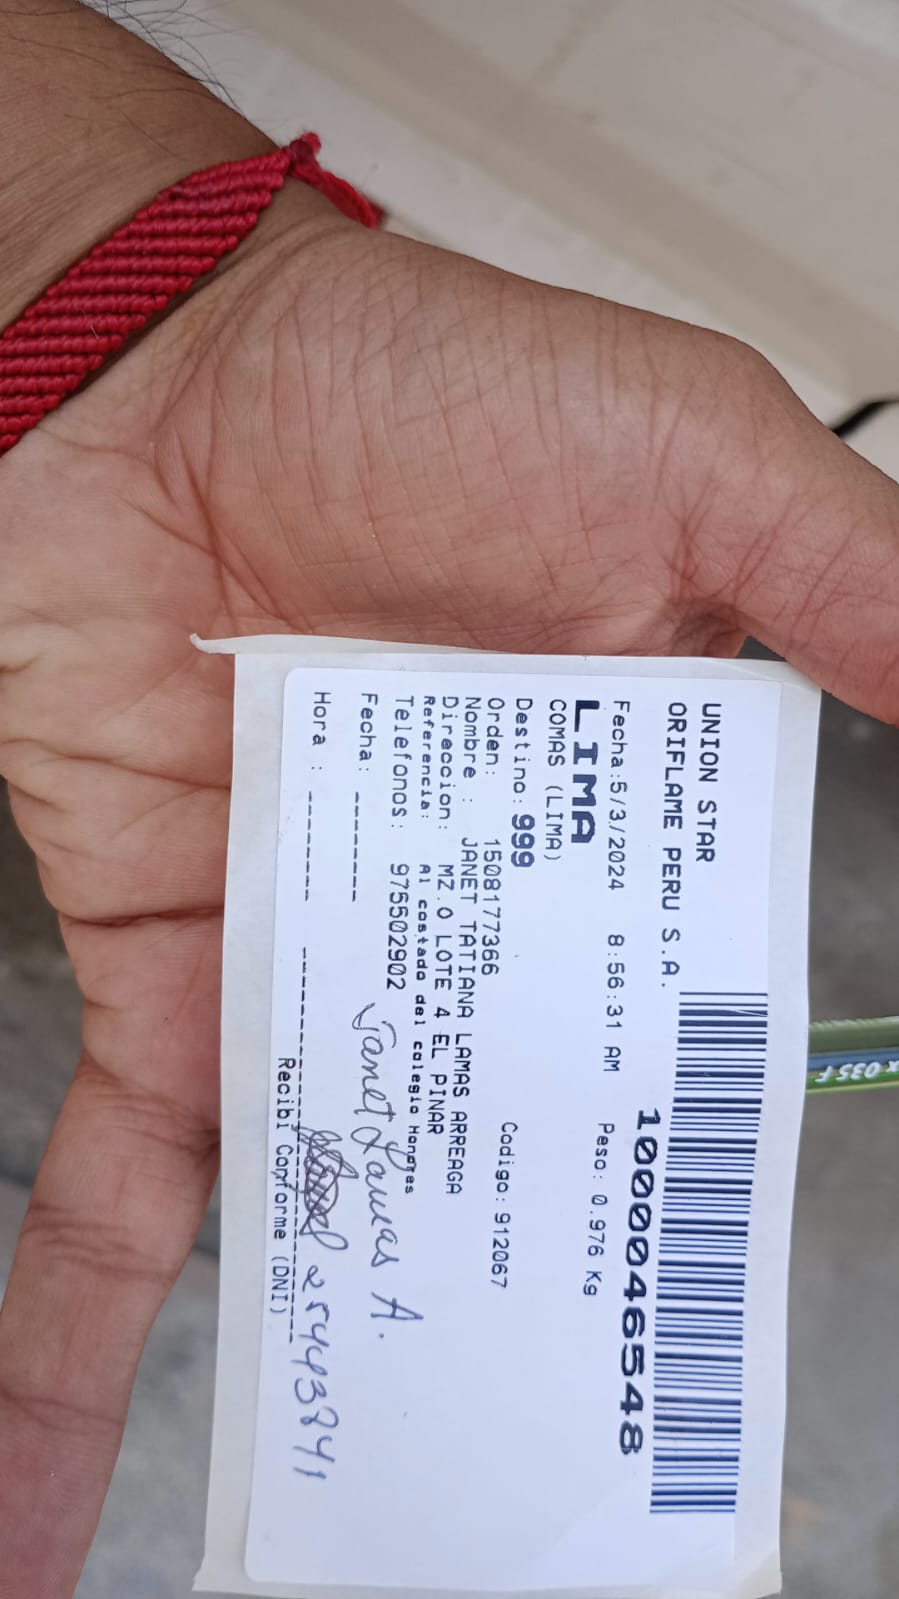 UNION STAR
ORIFLAME PERU S.A.
10000046548
Fecha:5/3/2024 8:56:31 AM Peso: 0.976 Kg
LIMA
COMAS (LIMA)
Destino: 999 Codigo: 912067
Orden: 1508177366
Nombre : JANET TATIANA LAMAS ARREAGA
Direccion: MZ.O LOTE 4 EL PINAR
Referencia: Al costado del colegio Honores
Telefonos: 975502902
Janet Lamas A.
Fecha: -------
25443841
Hora : -------
Recibi Conforme (DNI)
x 035 F